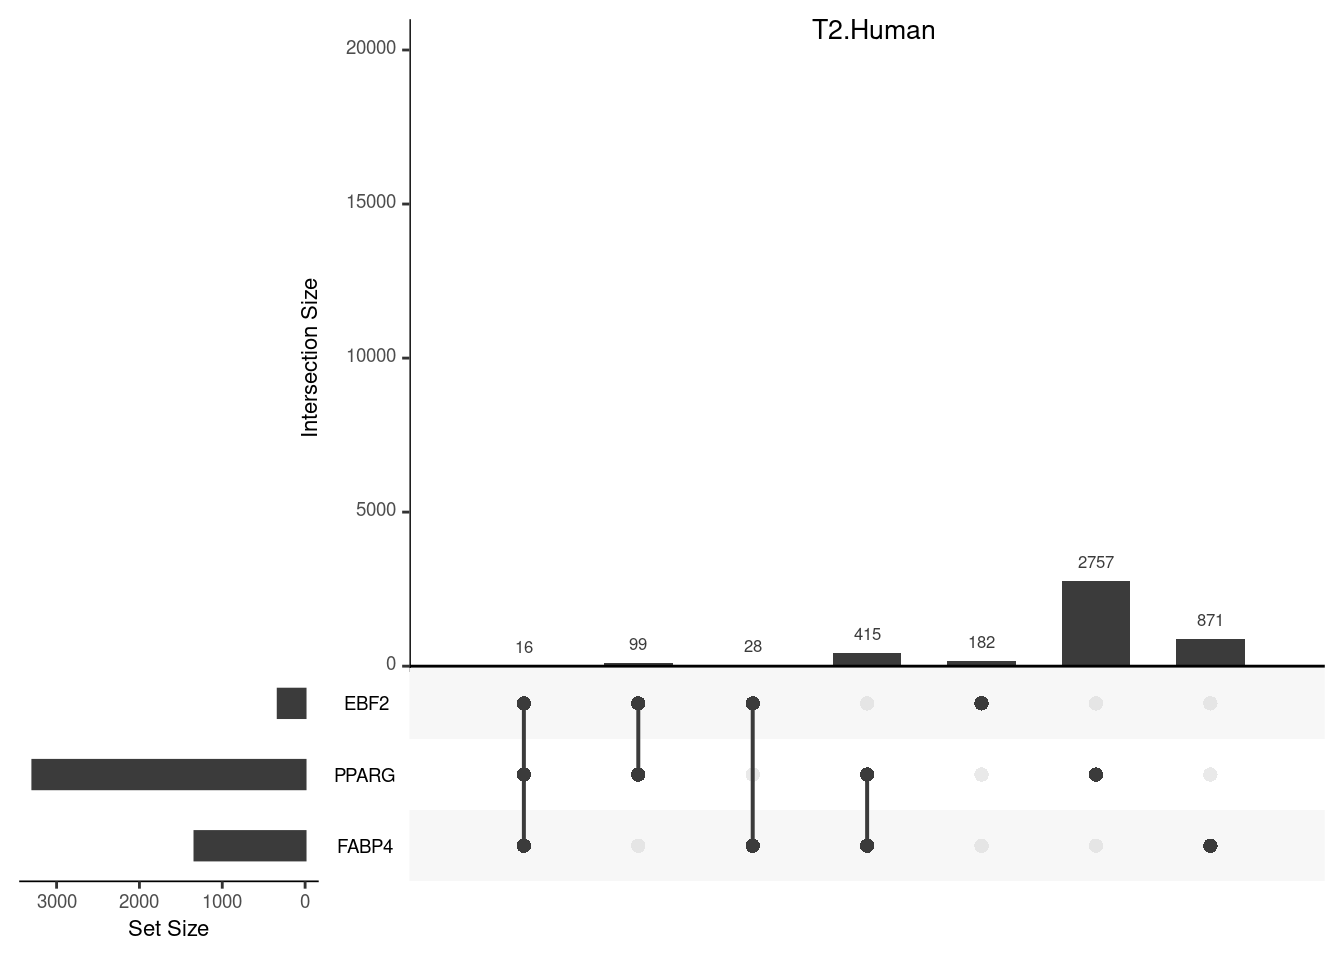 T2.Human
20000
15000
10000
5000
0
Intersection Size
16
99
28
415
182
2757
871
EBF2
PPARG
FABP4
3000 2000 1000 0
Set Size